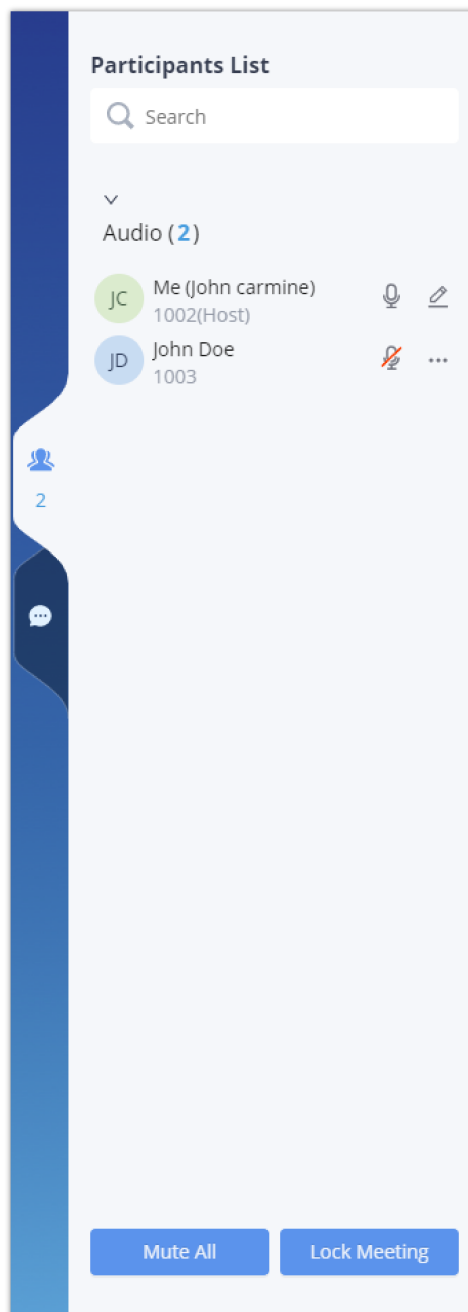 Participants List
Search
Audio (2)
JC
Me (John carmine)
1002(Host)
JD
John Doe
1003
2
Mute All
Lock Meeting